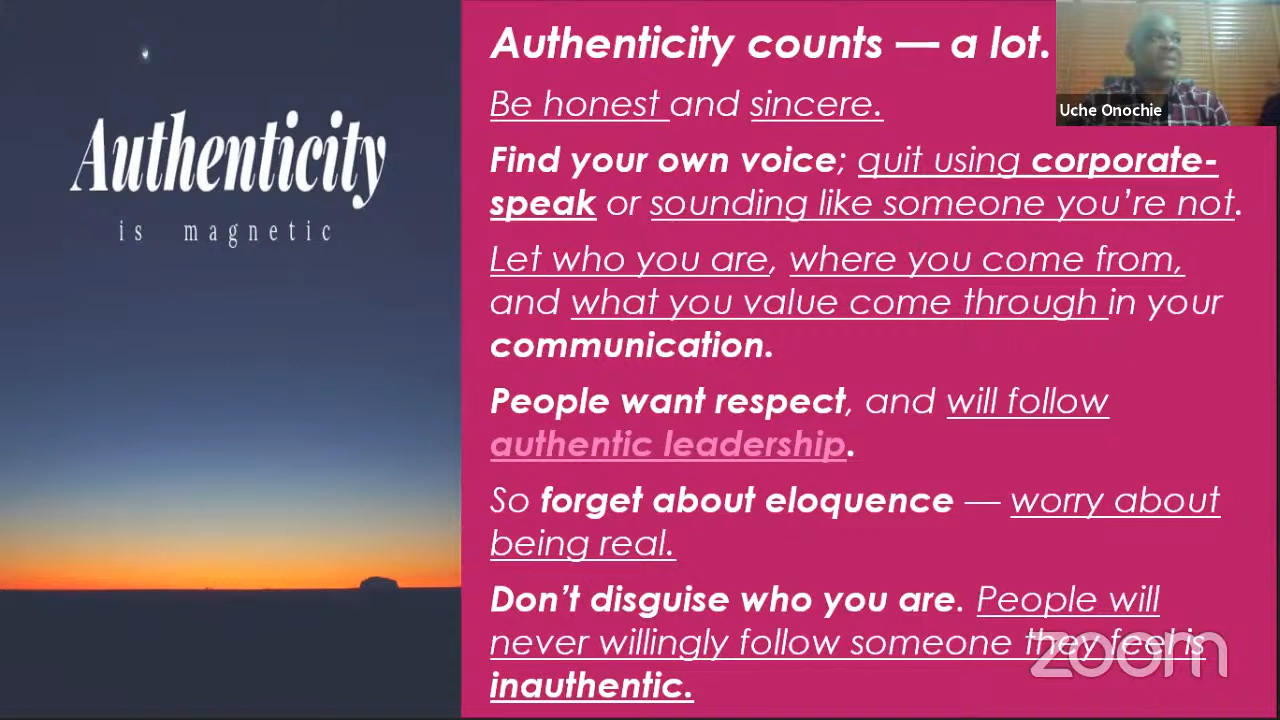 Authenticity
is magnetic
Authenticity counts — a lot.
Be honest and sincere.
Find your own voice; quit using corporate-
speak or sounding like someone you’re not.
Let who you are, where you come from,
and what you value come through in your
communication.
People want respect, and will follow
authentic leadership.
So forget about eloquence — worry about
being real.
Don’t disguise who you are. People will
never willingly follow someone they feel is
inauthentic.
Uche Onochie
zoom